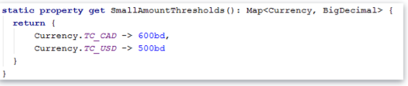 static property get SmallAmountThresholds(): Map<Currency, BigDecimal> {
  return {
    Currency.TC_CAD -> 600bd,
    Currency.TC_USD -> 500bd
  }
}